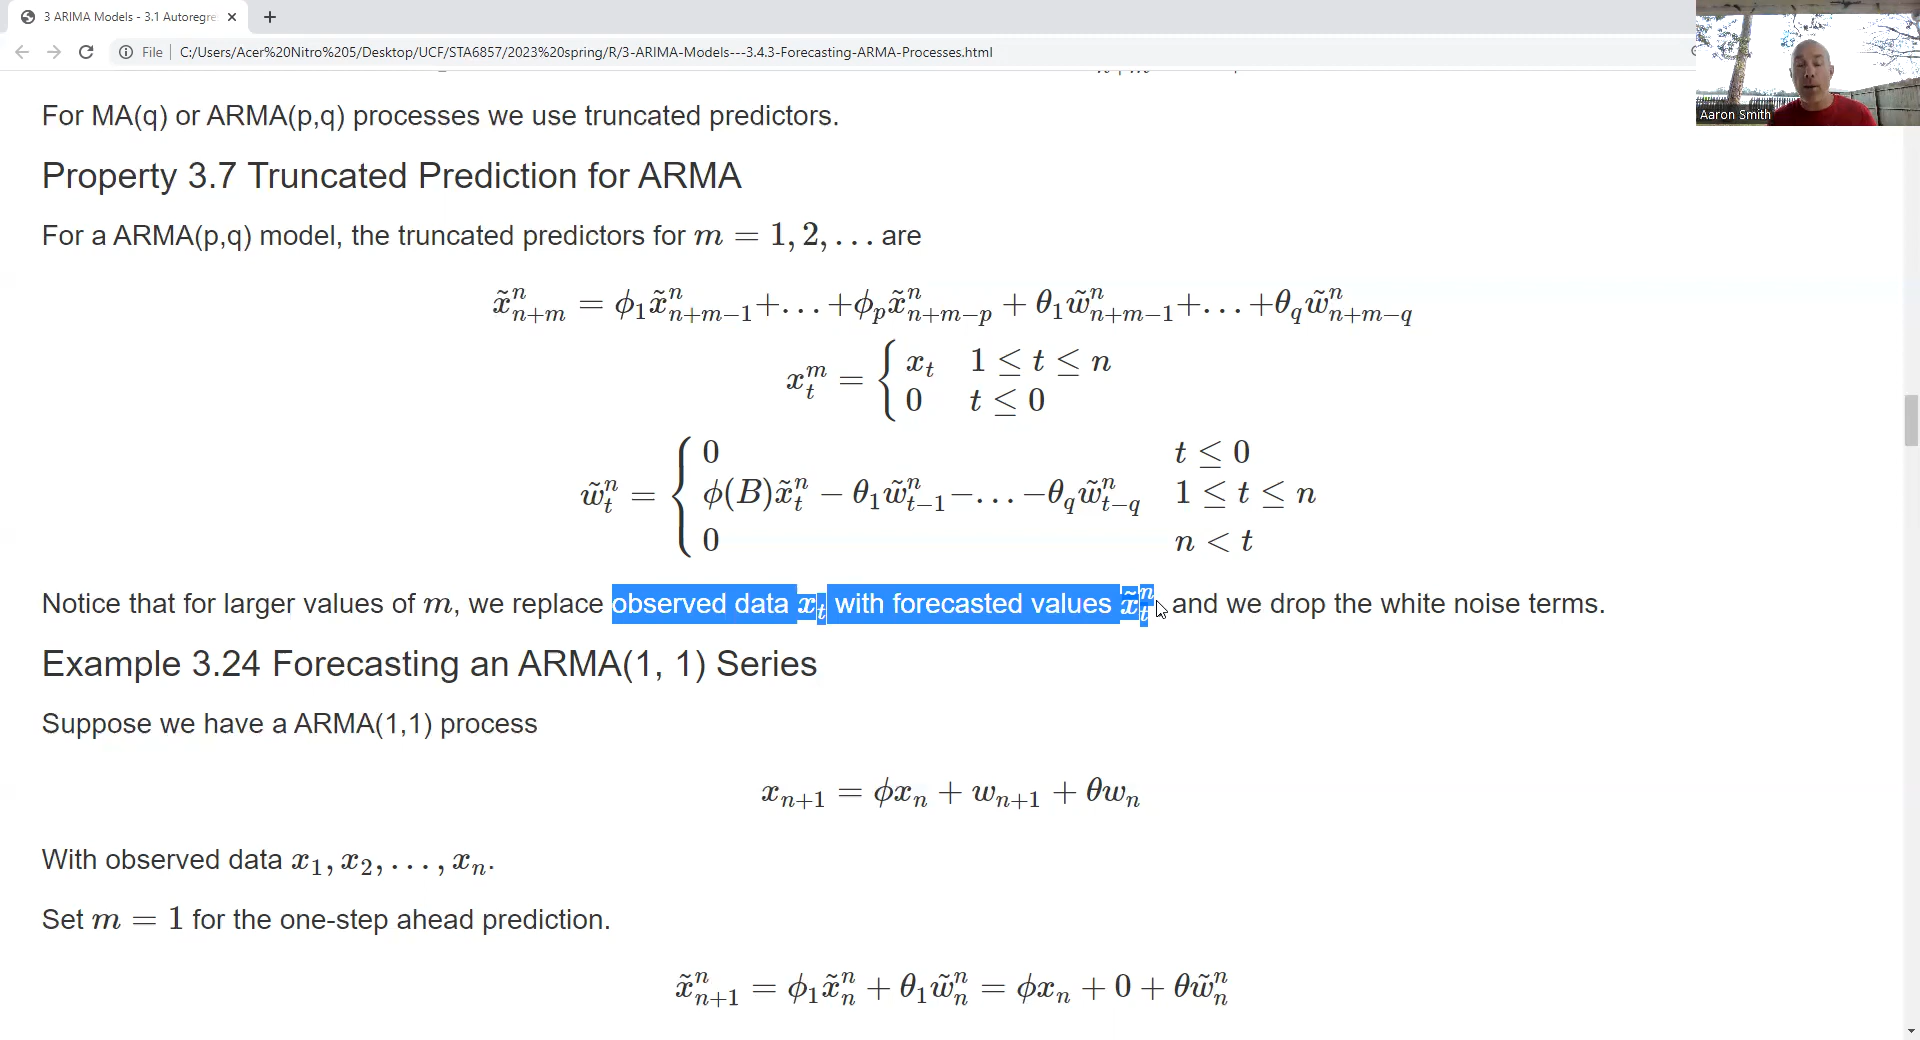 3 ARIMA Models - 3.1 Autoregre
File | C:/Users/Acer%20Nitro%205/Desktop/UCF/STA6857/2023%20spring/R/3-ARIMA-Models---3.4.3-Forecasting-ARMA-Processes.html
Aaron Smith
For MA(q) or ARMA(p,q) processes we use truncated predictors.
Property 3.7 Truncated Prediction for ARMA
For a ARMA(p,q) model, the truncated predictors for m = 1, 2, … are
x̃ⁿₙ₊ₘ = ϕ₁x̃ⁿₙ₊ₘ₋₁+…+ϕₚx̃ⁿₙ₊ₘ₋ₚ + θ₁w̃ⁿₙ₊ₘ₋₁+…+θ_q w̃ⁿ_{n+m−q}
xₜᵐ = { xₜ 1 ≤ t ≤ n
0 t ≤ 0
w̃ₜⁿ = { 0 t ≤ 0
ϕ(B)x̃ₜⁿ − θ₁w̃ⁿₜ₋₁−…−θ_q w̃ⁿ_{t−q} 1 ≤ t ≤ n
0 n < t
Notice that for larger values of m, we replace observed data xₜ with forecasted values x̃ₜⁿ, and we drop the white noise terms.
Example 3.24 Forecasting an ARMA(1, 1) Series
Suppose we have a ARMA(1,1) process
xₙ₊₁ = ϕxₙ + wₙ₊₁ + θwₙ
With observed data x₁, x₂, …, xₙ.
Set m = 1 for the one-step ahead prediction.
x̃ⁿₙ₊₁ = ϕ₁x̃ⁿₙ + θ₁w̃ⁿₙ = ϕxₙ + 0 + θw̃ⁿₙ